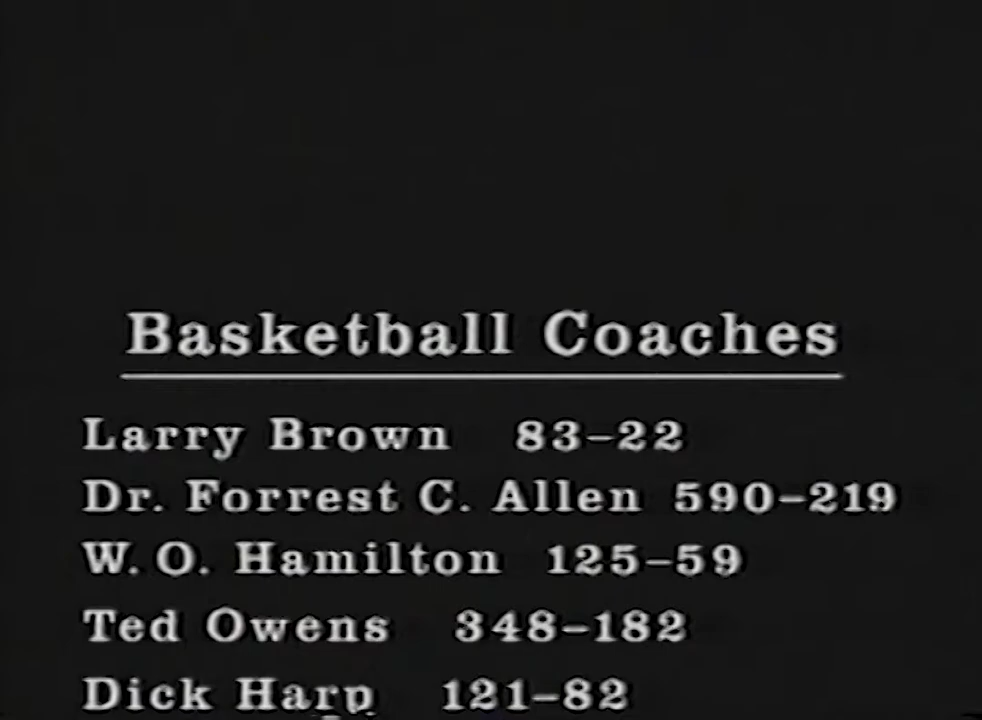 Basketball Coaches
Larry Brown 83-22
Dr. Forrest C. Allen 590-219
W. O. Hamilton 125-59
Ted Owens 348-182
Dick Harp 121-82